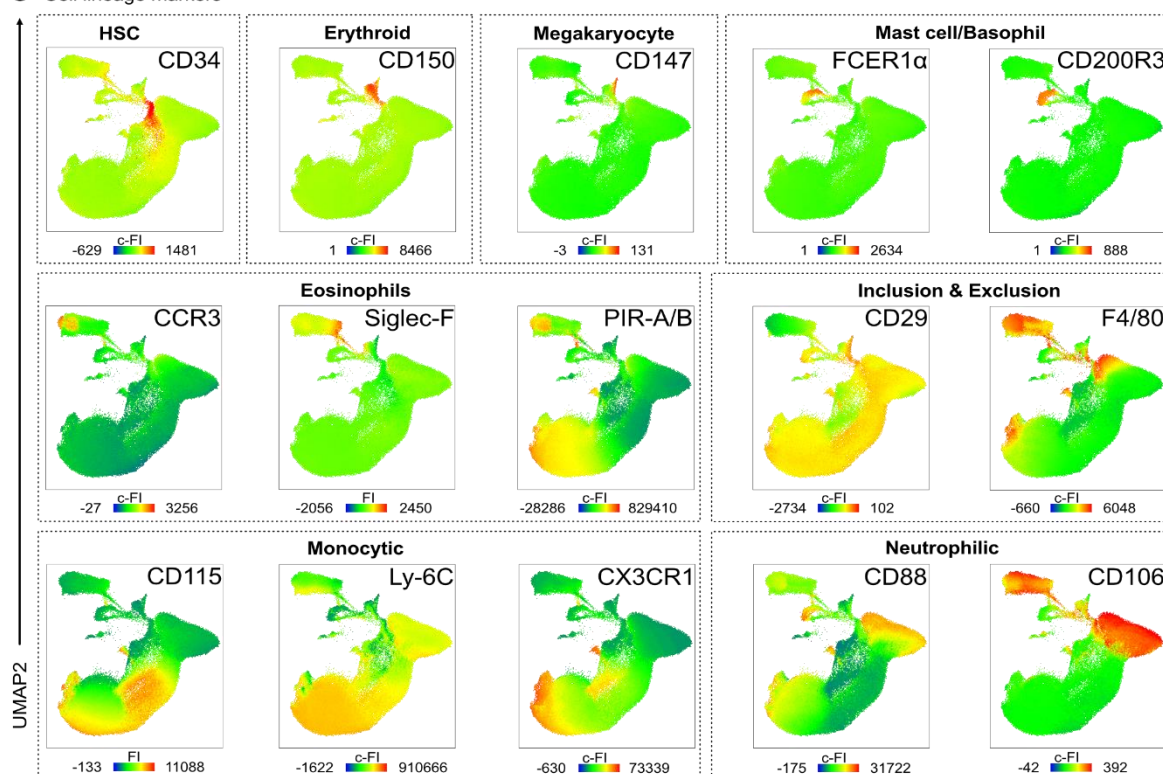 HSC
Erythroid
Megakaryocyte
Mast cell/Basophil
CD34
CD150
CD147
FCER1α
CD200R3
c-FI
-629 1481
c-FI
1 8466
c-FI
-3 131
c-FI
1 2634
c-FI
1 888
Eosinophils
Inclusion & Exclusion
CCR3
Siglec-F
PIR-A/B
CD29
F4/80
c-FI
-27 3256
FI
-2056 2450
c-FI
-28286 829410
c-FI
-2734 102
c-FI
-660 6048
Monocytic
Neutrophilic
CD115
Ly-6C
CX3CR1
CD88
CD106
FI
-133 11088
c-FI
-1622 910666
c-FI
-630 73339
c-FI
-175 31722
c-FI
-42 392
UMAP2